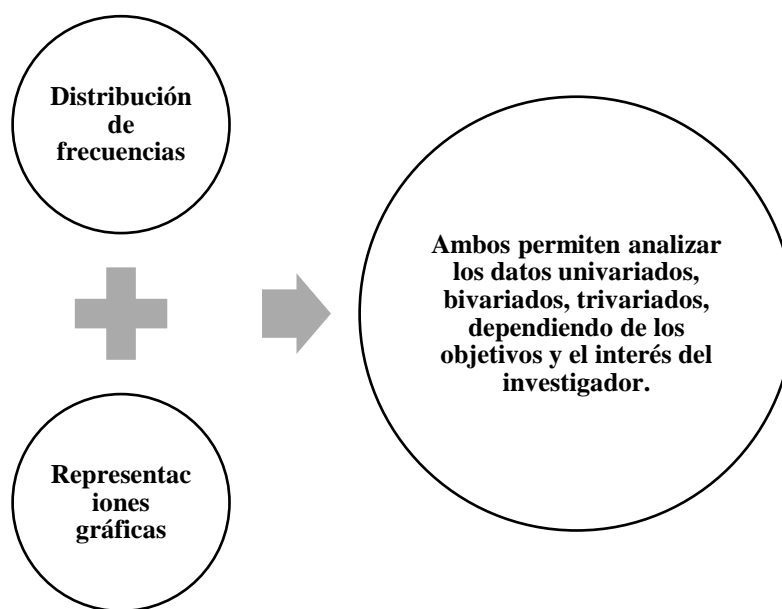 Distribución
de
frecuencias
Representac
iones
gráficas
Ambos permiten analizar
los datos univariados,
bivariados, trivariados,
dependiendo de los
objetivos y el interés del
investigador.